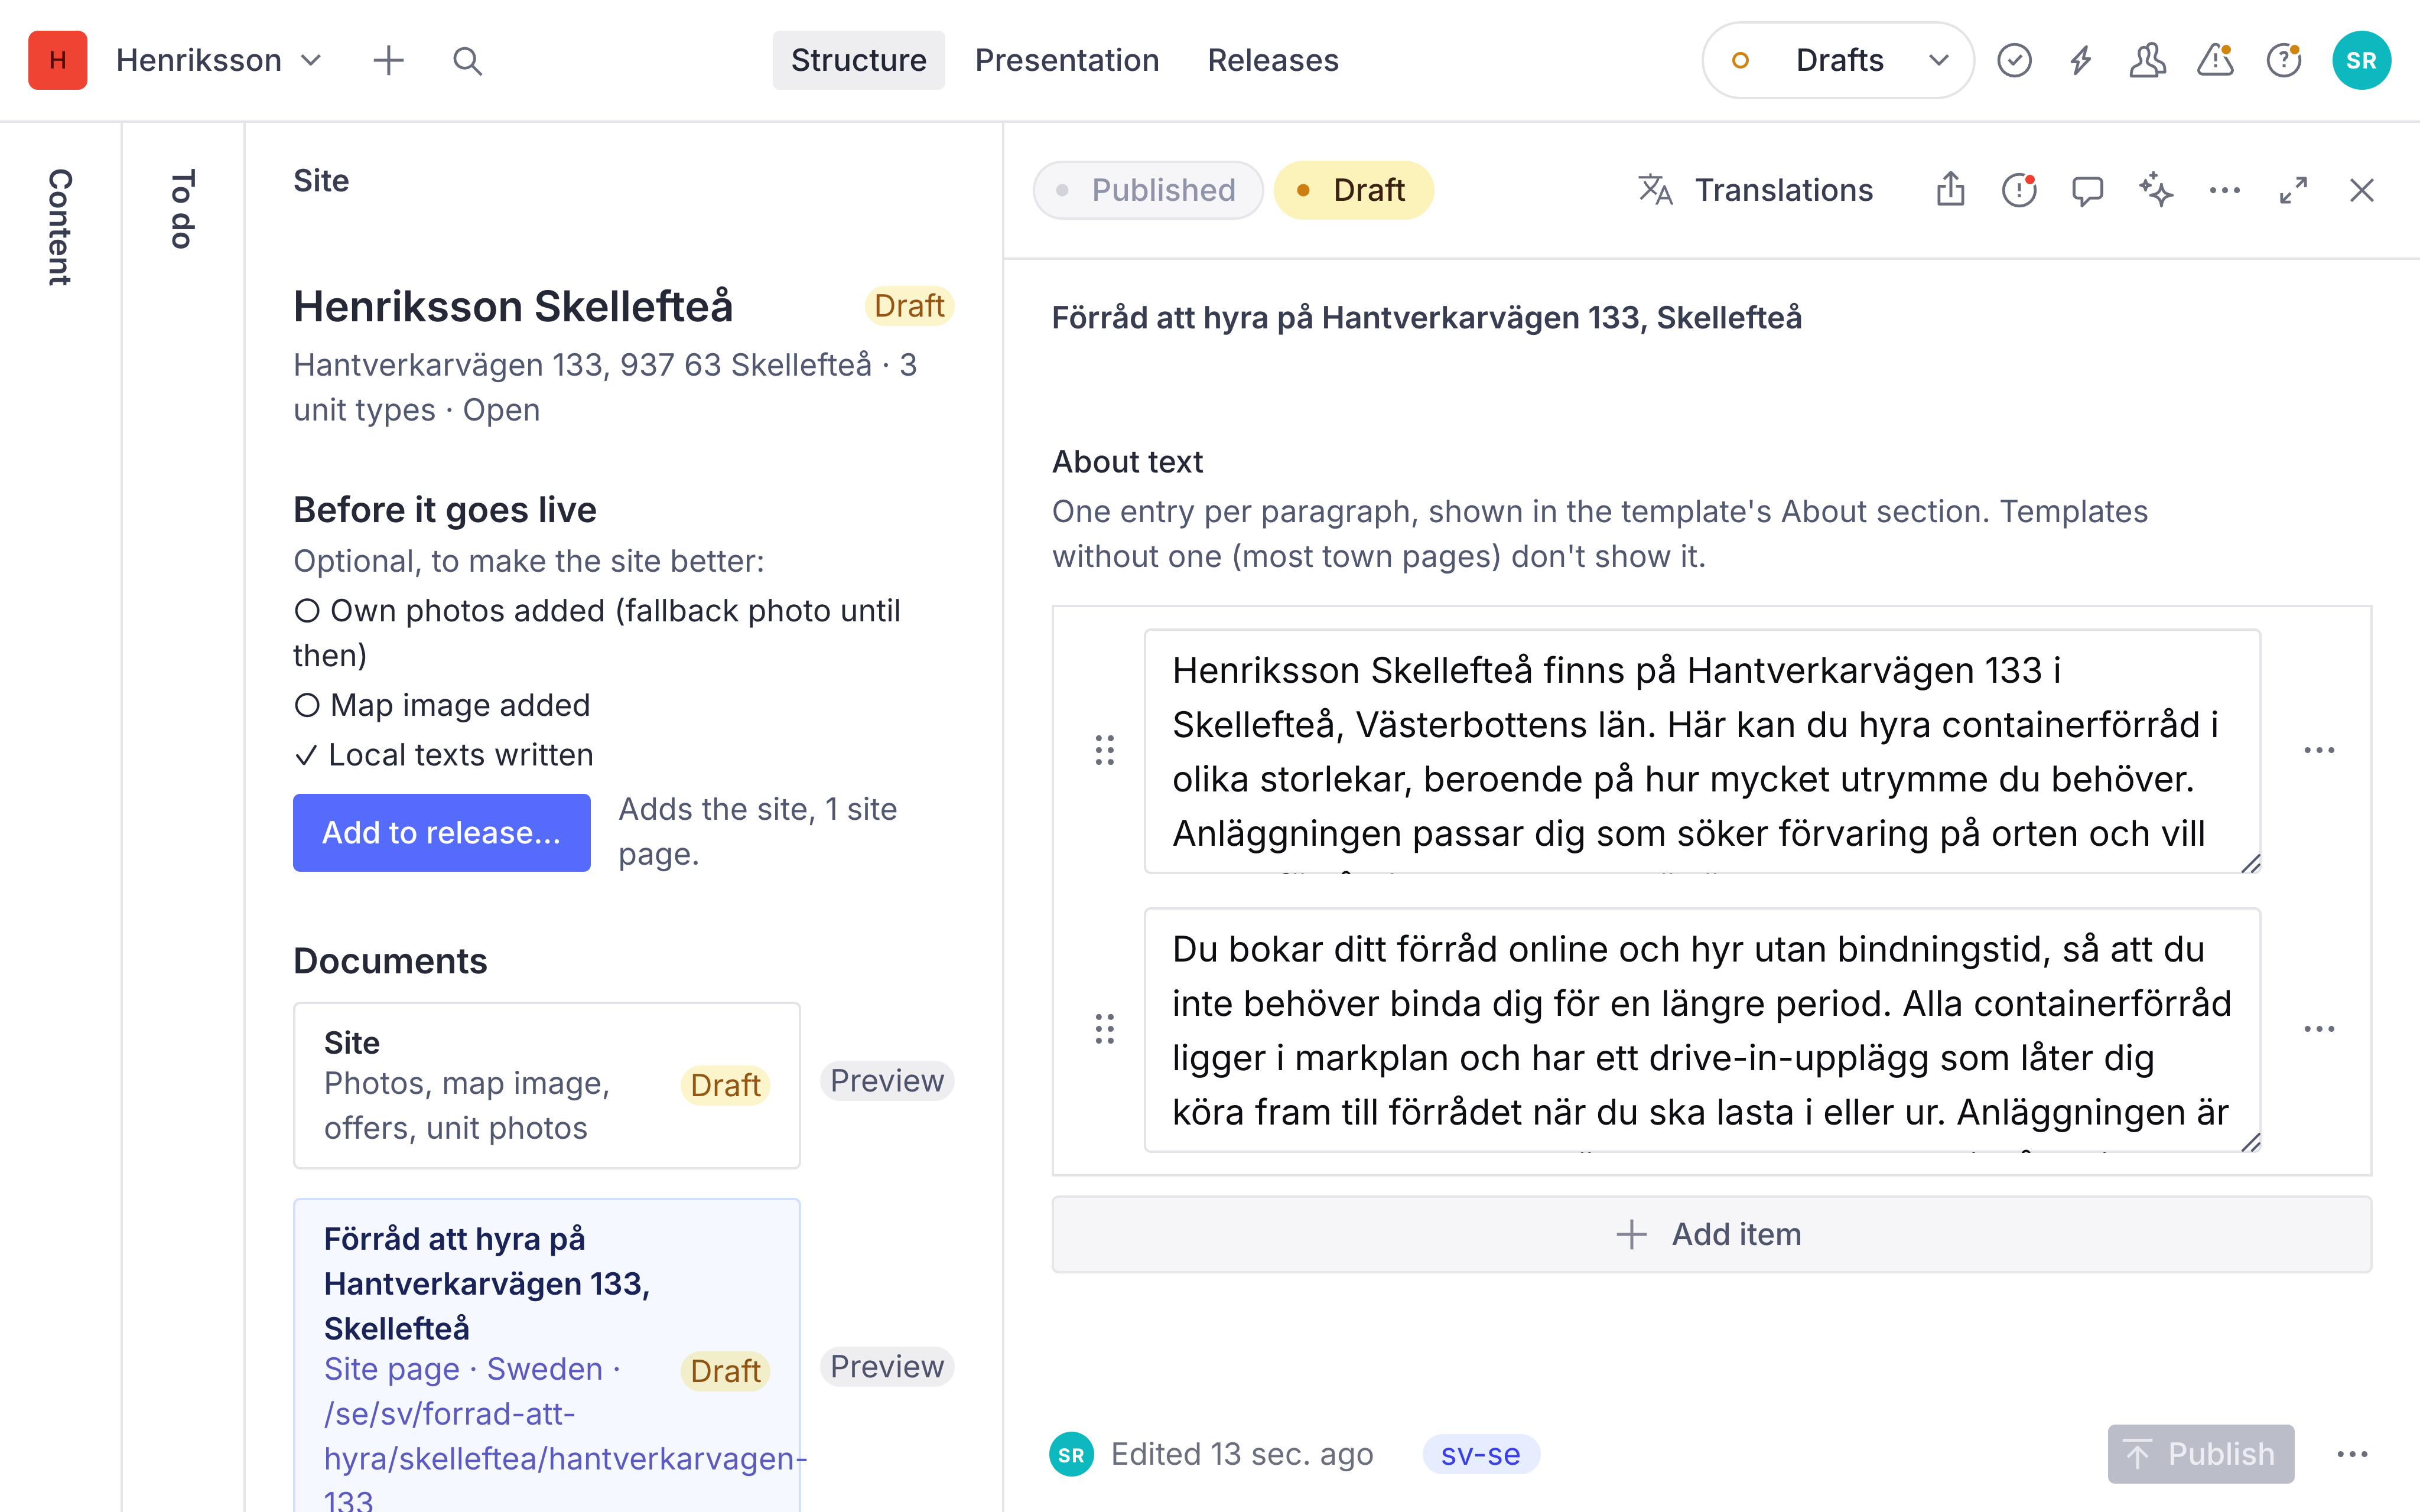 H Henriksson Structure Presentation Releases Drafts SR
Content
To do
Site
Henriksson Skellefteå Draft
Hantverkarvägen 133, 937 63 Skellefteå · 3
unit types · Open
Before it goes live
Optional, to make the site better:
Own photos added (fallback photo until
then)
Map image added
✓ Local texts written
Add to release...
Adds the site, 1 site
page.
Documents
Site
Photos, map image,
offers, unit photos
Draft
Preview
Förråd att hyra på
Hantverkarvägen 133,
Skellefteå
Site page · Sweden ·
/se/sv/forrad-att-
hyra/skelleftea/hantverkarvagen-
133
Draft
Preview
Published Draft Translations
Förråd att hyra på Hantverkarvägen 133, Skellefteå
About text
One entry per paragraph, shown in the template's About section. Templates
without one (most town pages) don't show it.
Henriksson Skellefteå finns på Hantverkarvägen 133 i
Skellefteå, Västerbottens län. Här kan du hyra containerförråd i
olika storlekar, beroende på hur mycket utrymme du behöver.
Anläggningen passar dig som söker förvaring på orten och vill
Du bokar ditt förråd online och hyr utan bindningstid, så att du
inte behöver binda dig för en längre period. Alla containerförråd
ligger i markplan och har ett drive-in-upplägg som låter dig
köra fram till förrådet när du ska lasta i eller ur. Anläggningen är
Add item
SR Edited 13 sec. ago sv-se Publish